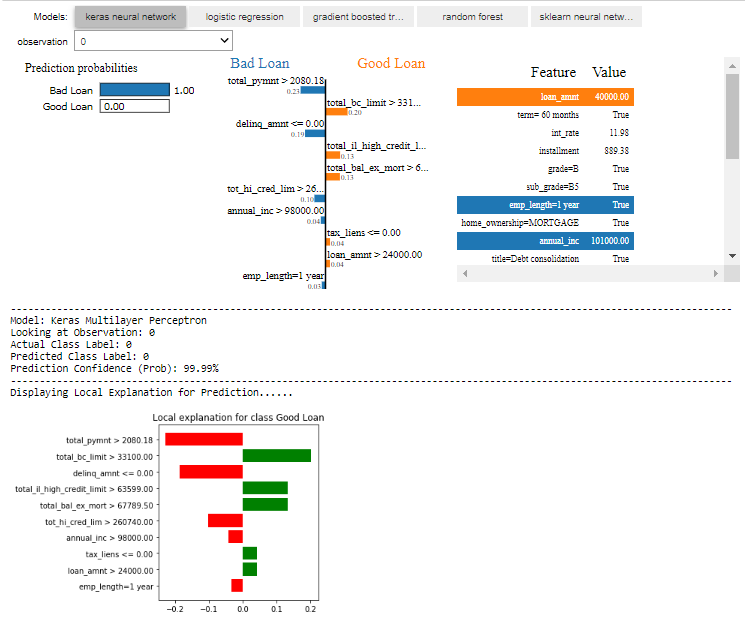 Models: keras neural network logistic regression gradient boosted tr... random forest sklearn neural netw...
observation 0
Prediction probabilities
Bad Loan 1.00
Good Loan 0.00
Bad Loan Good Loan
total_pymnt > 2080.18
0.23
total_bc_limit > 331...
0.20
delinq_amnt <= 0.00
0.19
total_il_high_credit_l...
0.13
total_bal_ex_mort > 6...
0.13
tot_hi_cred_lim > 26...
0.10
annual_inc > 98000.00
0.04
tax_liens <= 0.00
0.04
loan_amnt > 24000.00
0.04
emp_length=1 year
0.03
Feature Value
loan_amnt 40000.00
term= 60 months True
int_rate 11.98
installment 889.38
grade=B True
sub_grade=B5 True
emp_length=1 year True
home_ownership=MORTGAGE True
annual_inc 101000.00
title=Debt consolidation True
Model: Keras Multilayer Perceptron
Looking at Observation: 0
Actual Class Label: 0
Predicted Class Label: 0
Prediction Confidence (Prob): 99.99%
Displaying Local Explanation for Prediction......
Local explanation for class Good Loan
total_pymnt > 2080.18
total_bc_limit > 33100.00
delinq_amnt <= 0.00
total_il_high_credit_limit > 63599.00
total_bal_ex_mort > 67789.50
tot_hi_cred_lim > 260740.00
annual_inc > 98000.00
tax_liens <= 0.00
loan_amnt > 24000.00
emp_length=1 year
−0.2 −0.1 0.0 0.1 0.2